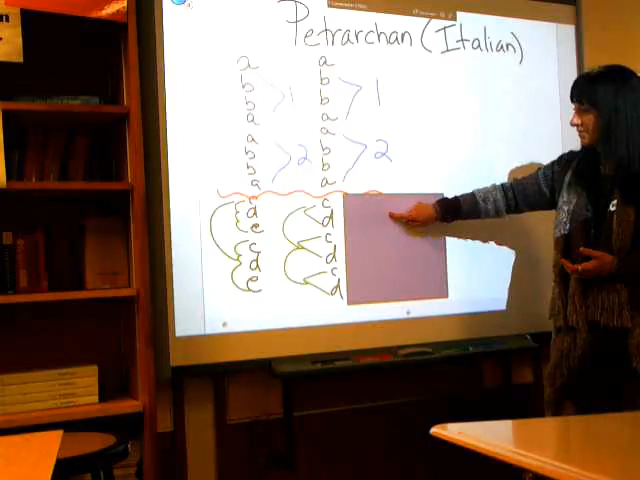 Petrarchan (Italian)
a a
b b
b > 1 b > 1
a a
a a
b b
b > 2 b > 2
a a
c c
d d
e c
c d
d c
e d